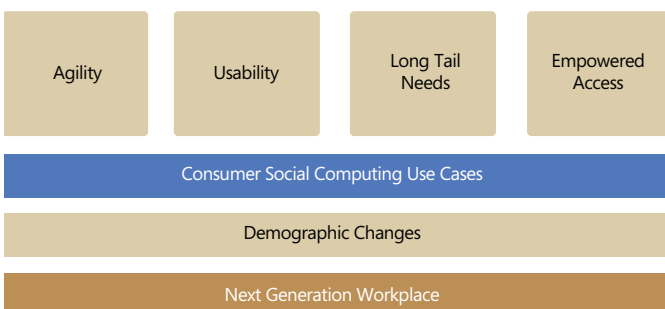 Agility
Usability
Long Tail
Needs
Empowered
Access
Consumer Social Computing Use Cases
Demographic Changes
Next Generation Workplace